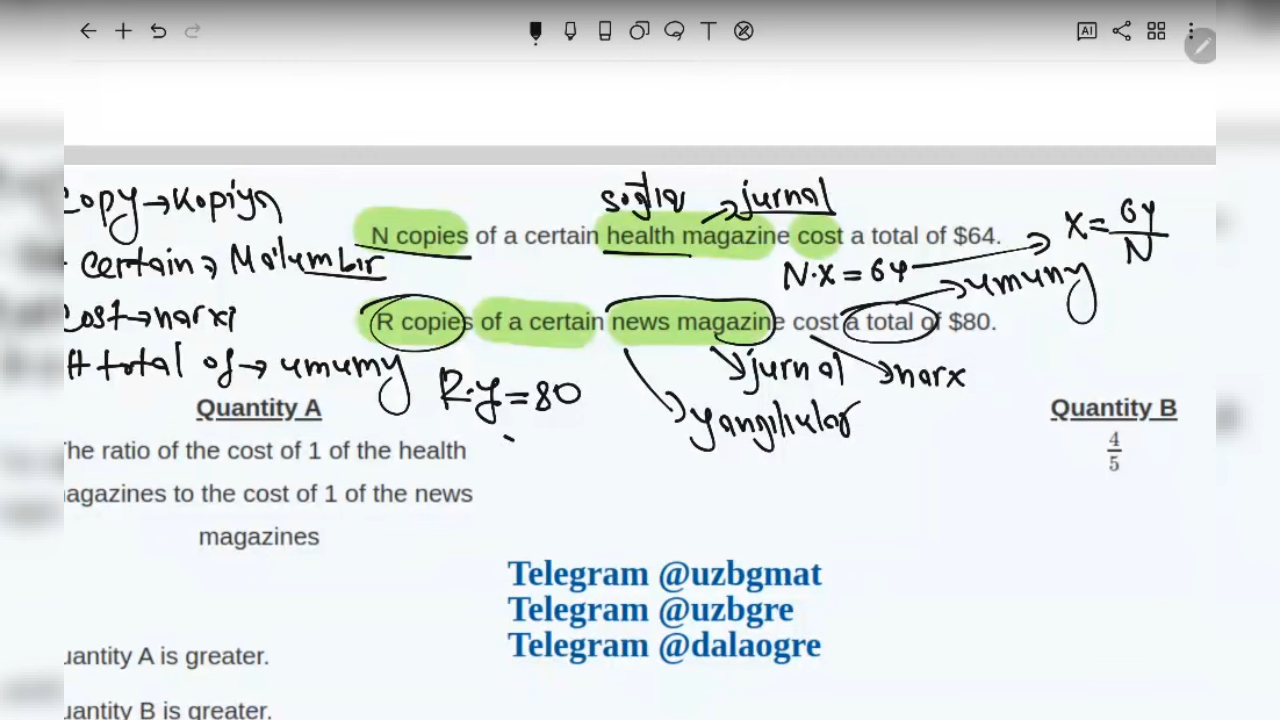 sog'liq → jurnal
Copy → Kopiya
N copies of a certain health magazine cost a total of $64.
X = 64/N
certain → Ma'lum bir
N·X = 64
umumy
Cost → narxi
R copies of a certain news magazine cost a total of $80.
A total of → umumy
jurnal
narx
R·y = 80
yangiliklar
Quantity A
Quantity B
The ratio of the cost of 1 of the health
4/5
agazines to the cost of 1 of the news
magazines
Telegram @uzbgmat
Telegram @uzbgre
Telegram @dalaogre
uantity A is greater.
uantity B is greater.